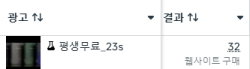 광고 ↑↓ ▼ 결과 ↑↓ ▼
평생무료_23s 32
웹사이트 구매